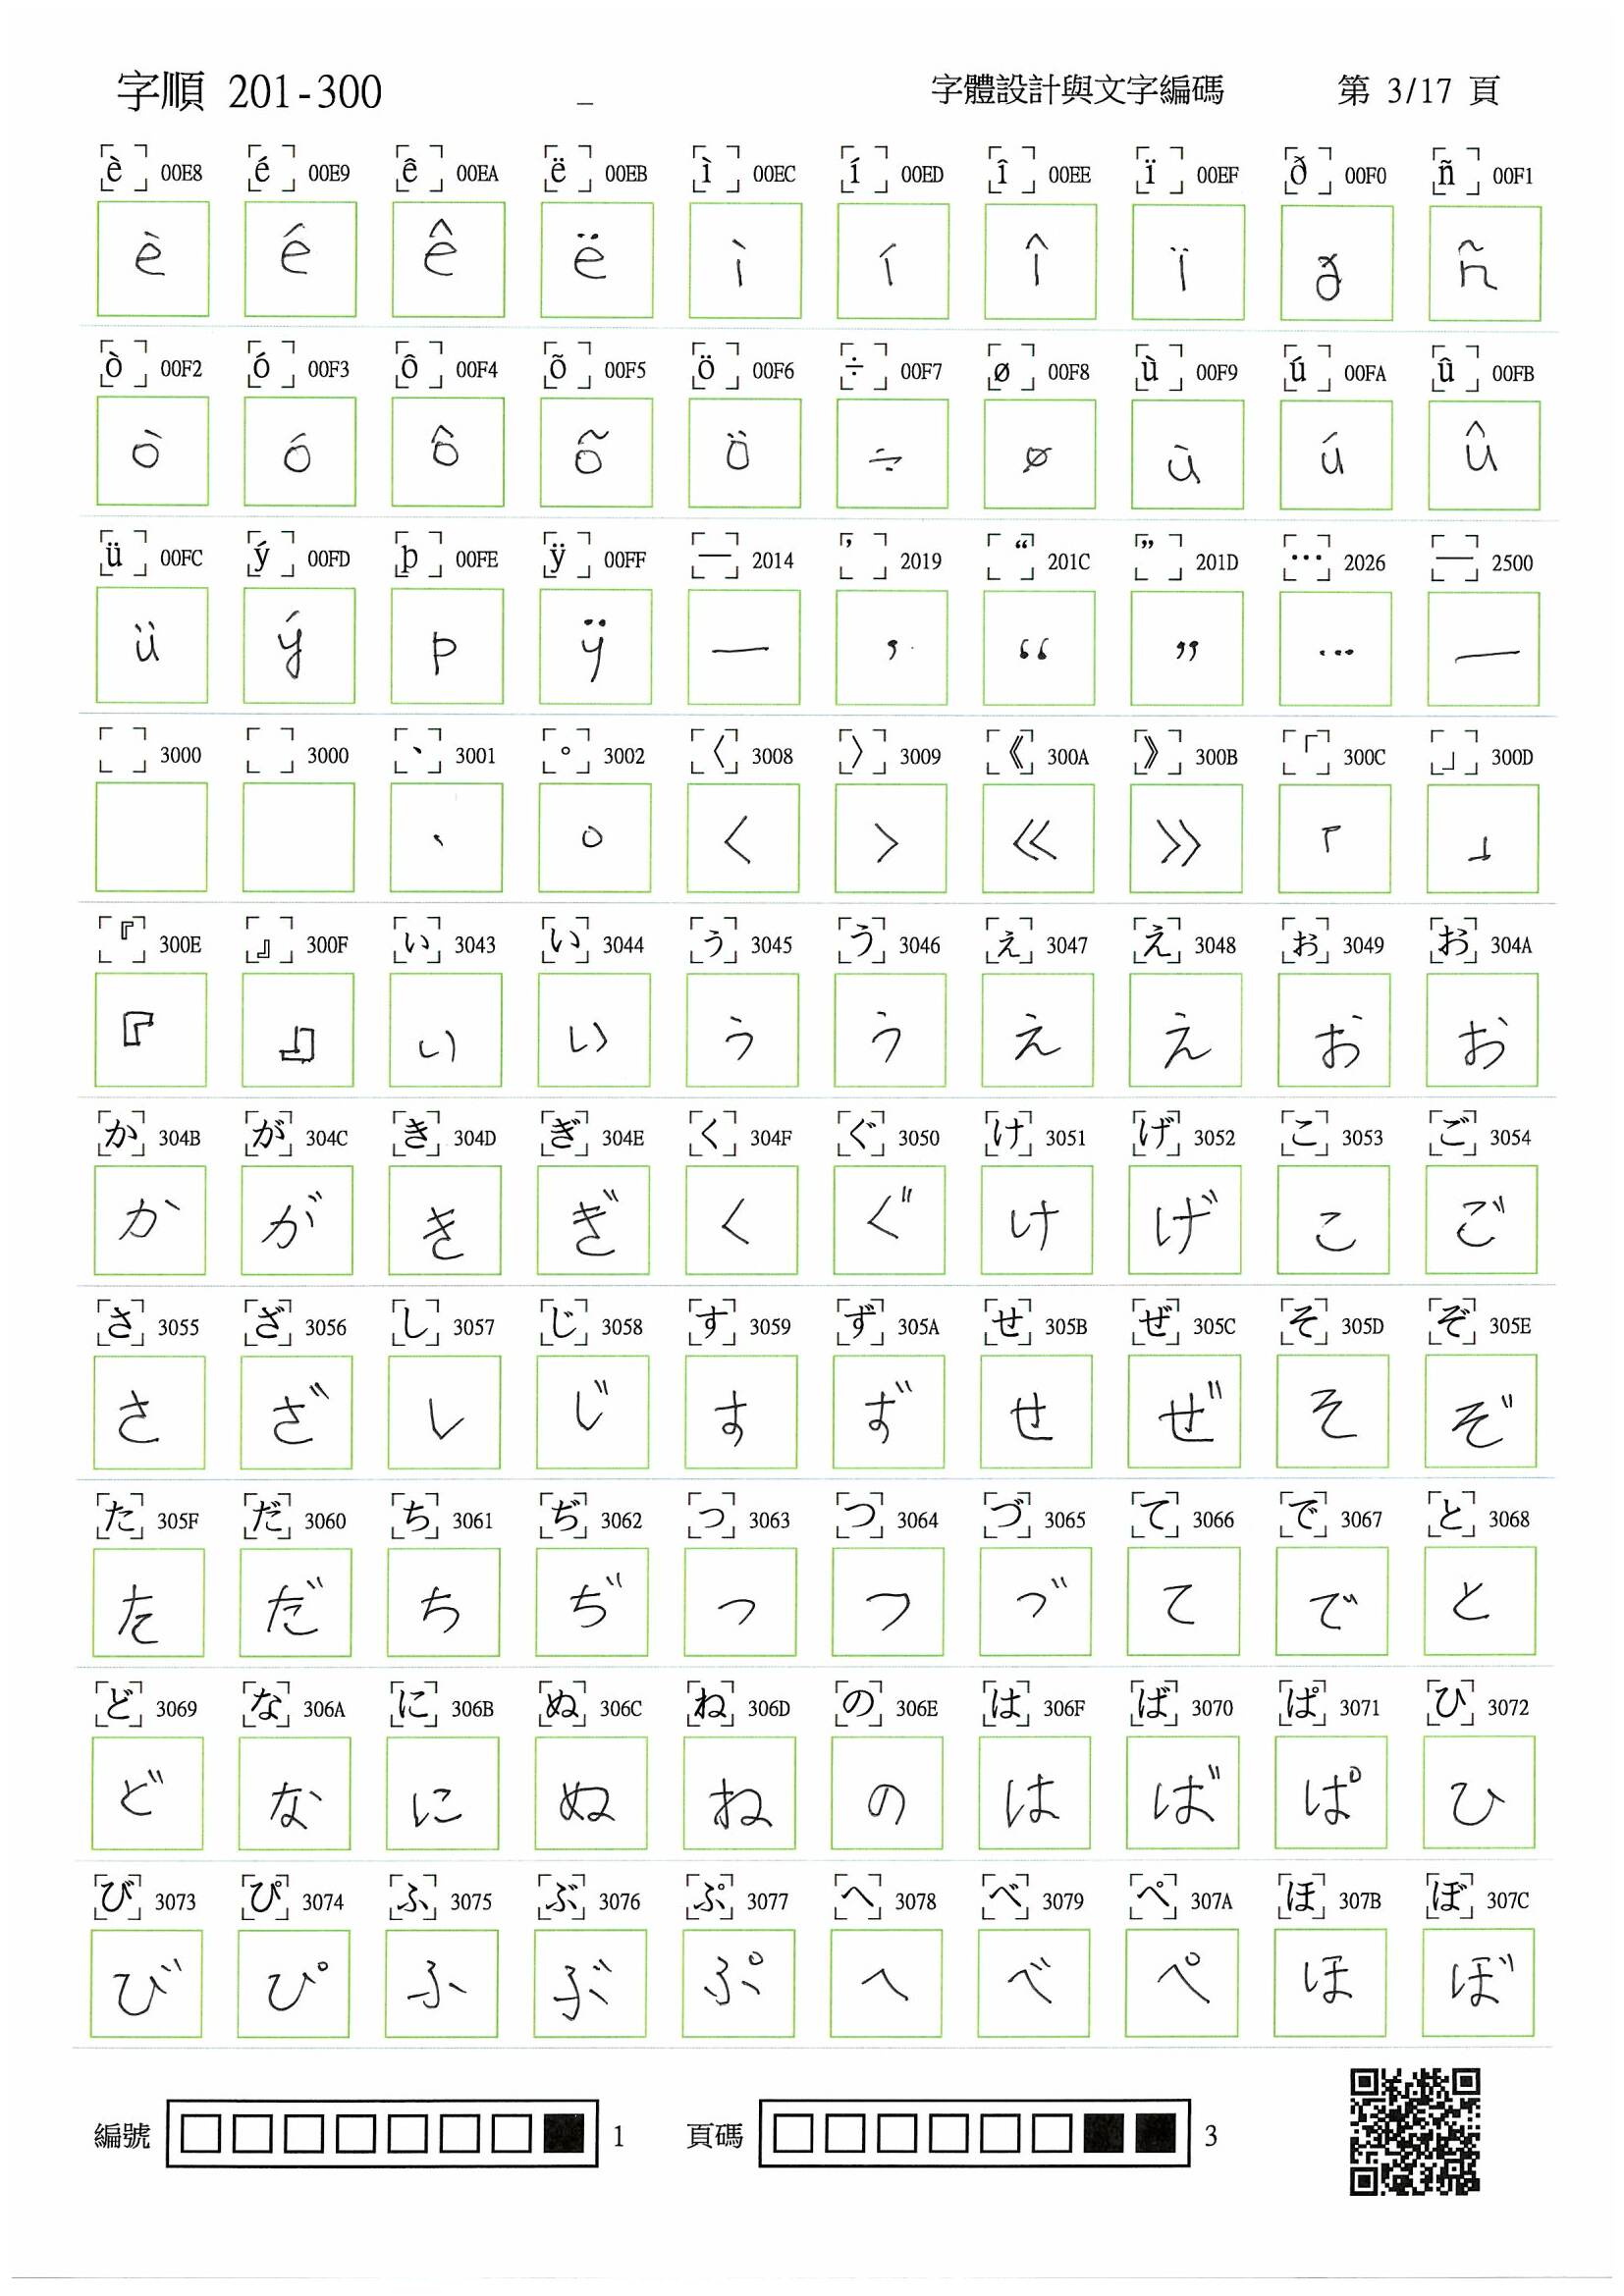 字順 201-300 _ 字體設計與文字編碼 第 3/17 頁
è 00E8 é 00E9 ê 00EA ë 00EB ì 00EC í 00ED î 00EE ï 00EF ð 00F0 ñ 00F1
è é ê ë ì í î ï ð ñ
ò 00F2 ó 00F3 ô 00F4 õ 00F5 ö 00F6 ÷ 00F7 ø 00F8 ù 00F9 ú 00FA û 00FB
ò ó ô õ ö ÷ ø ù ú û
ü 00FC ý 00FD þ 00FE ÿ 00FF — 2014 ’ 2019 “ 201C ” 201D … 2026 ─ 2500
ü ý þ ÿ — ’ “ ” … ─
3000 3000 、 3001 。 3002 〈 3008 〉 3009 《 300A 》 300B 「 300C 」 300D
、 。 〈 〉 《 》 「 」
『 300E 』 300F ぃ 3043 い 3044 ぅ 3045 う 3046 ぇ 3047 え 3048 ぉ 3049 お 304A
『 』 ぃ い ぅ う ぇ え ぉ お
か 304B が 304C き 304D ぎ 304E く 304F ぐ 3050 け 3051 げ 3052 こ 3053 ご 3054
か が き ぎ く ぐ け げ こ ご
さ 3055 ざ 3056 し 3057 じ 3058 す 3059 ず 305A せ 305B ぜ 305C そ 305D ぞ 305E
さ ざ し じ す ず せ ぜ そ ぞ
た 305F だ 3060 ち 3061 ぢ 3062 っ 3063 つ 3064 づ 3065 て 3066 で 3067 と 3068
た だ ち ぢ っ つ づ て で と
ど 3069 な 306A に 306B ぬ 306C ね 306D の 306E は 306F ば 3070 ぱ 3071 ひ 3072
ど な に ぬ ね の は ば ぱ ひ
び 3073 ぴ 3074 ふ 3075 ぶ 3076 ぷ 3077 へ 3078 べ 3079 ぺ 307A ほ 307B ぼ 307C
び ぴ ふ ぶ ぷ へ べ ぺ ほ ぼ
編號 1 頁碼 3